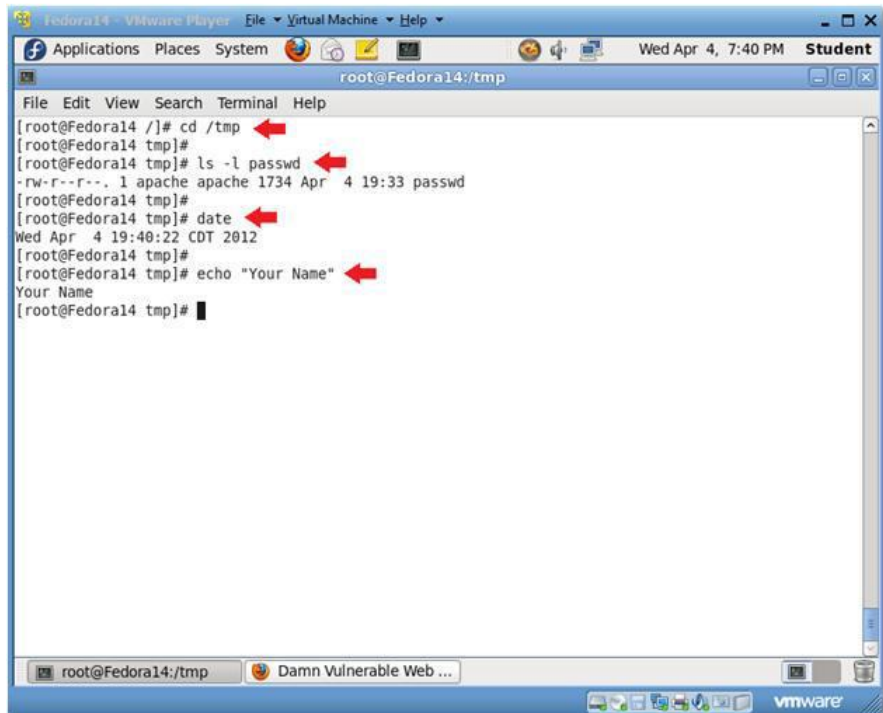 Fedora14 - VMware Player File Virtual Machine Help
Applications Places System Wed Apr 4, 7:40 PM Student
root@Fedora14:/tmp
File Edit View Search Terminal Help
[root@Fedora14 /]# cd /tmp
[root@Fedora14 tmp]#
[root@Fedora14 tmp]# ls -l passwd
-rw-r--r--. 1 apache apache 1734 Apr  4 19:33 passwd
[root@Fedora14 tmp]#
[root@Fedora14 tmp]# date
Wed Apr  4 19:40:22 CDT 2012
[root@Fedora14 tmp]#
[root@Fedora14 tmp]# echo "Your Name"
Your Name
[root@Fedora14 tmp]#
root@Fedora14:/tmp Damn Vulnerable Web ...
vmware